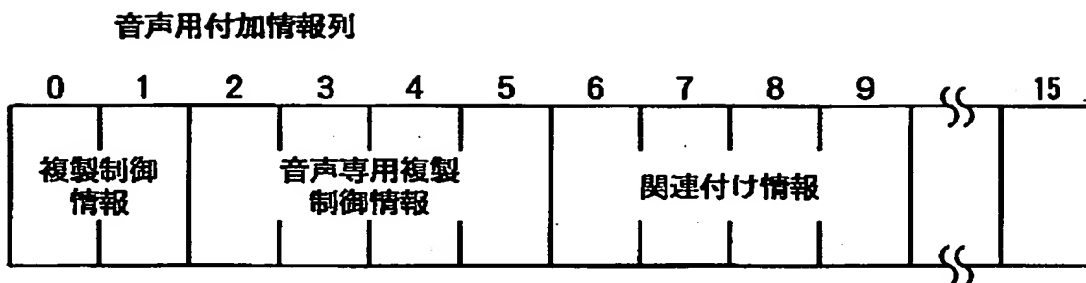 音声用付加情報列
0 1 2 3 4 5 6 7 8 9 15
複製制御 音声専用複製 関連付け情報
情報 制御情報